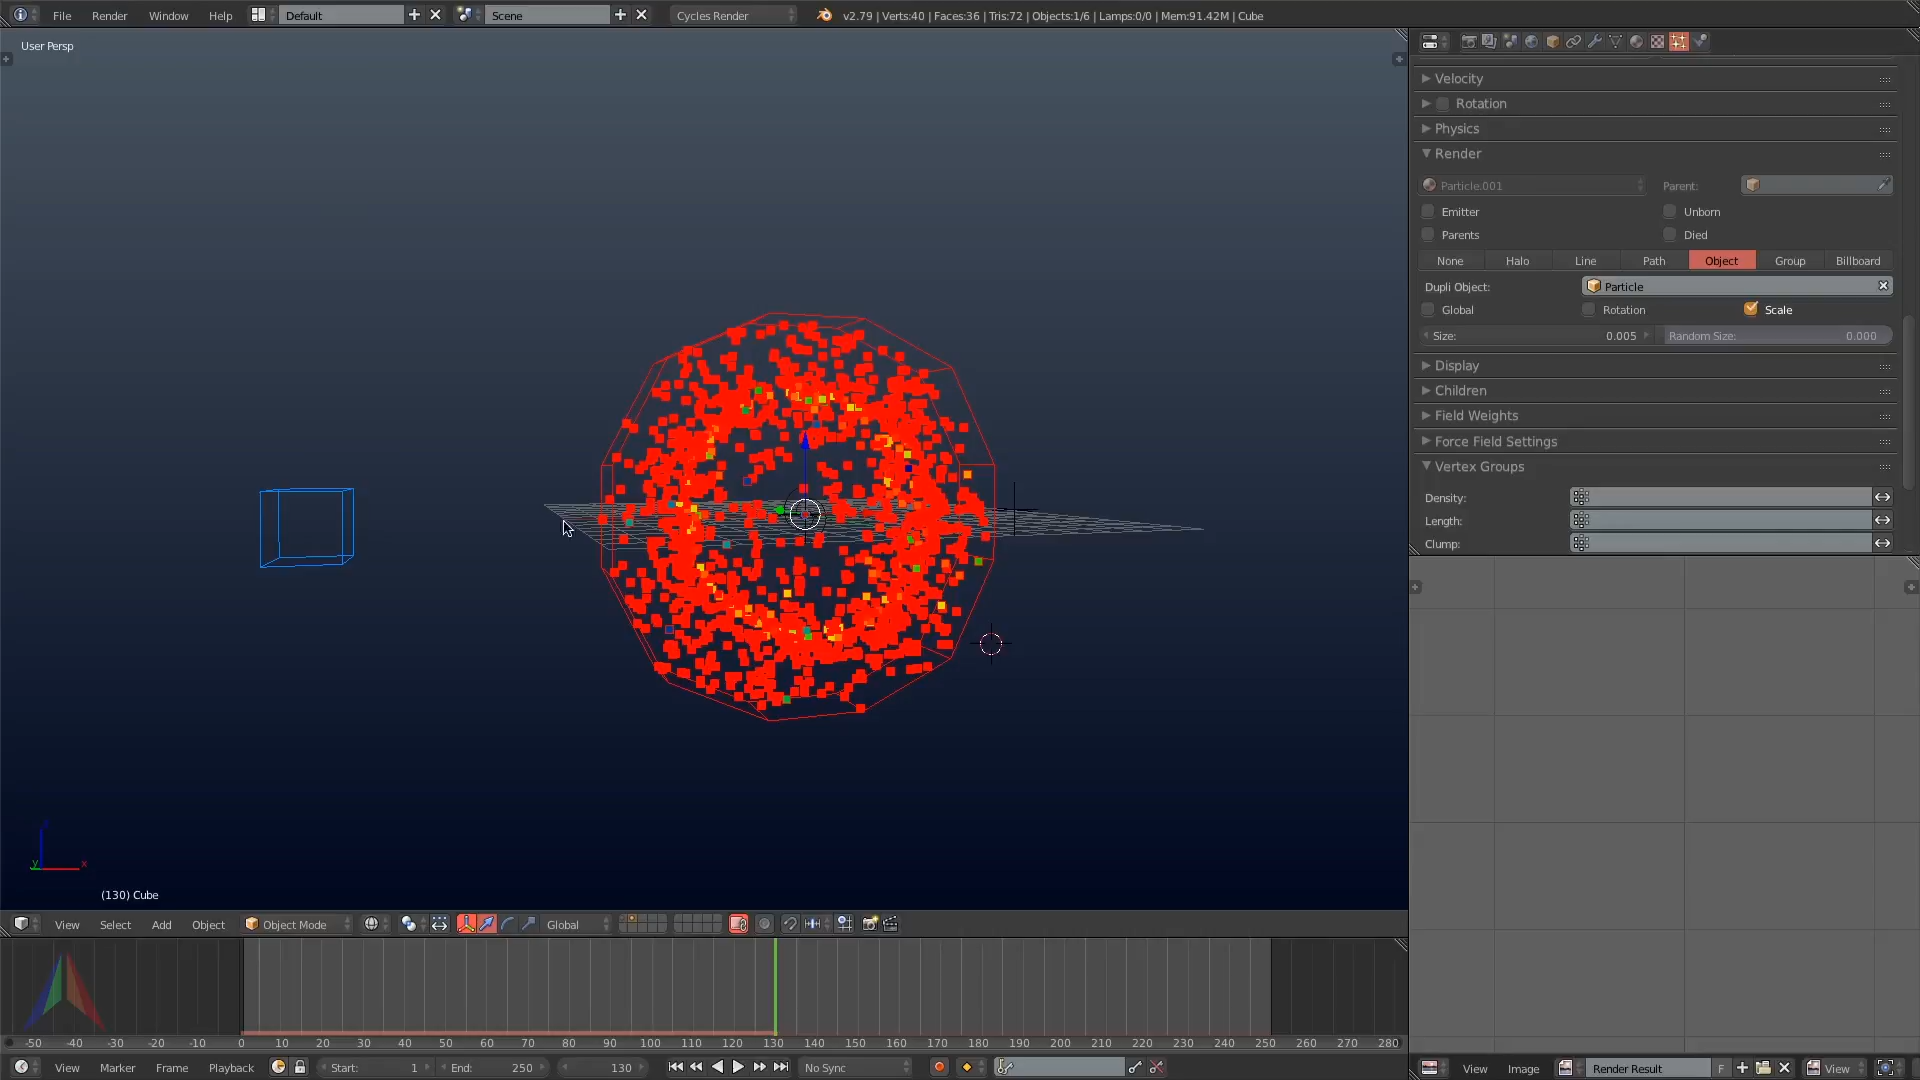 File Render Window Help Default Scene Cycles Render v2.79 | Verts:40 | Faces:36 | Tris:72 | Objects:1/6 | Lamps:0/0 | Mem:91.42M | Cube
User Persp
Velocity
Rotation
Physics
Render
Particle.001 Parent:
Emitter Unborn
Parents Died
None Halo Line Path Object Group Billboard
Dupli Object: Particle
Global Rotation Scale
Size: 0.005 Random Size: 0.000
Display
Children
Field Weights
Force Field Settings
Vertex Groups
Density:
Length:
Clump:
z
y x
(130) Cube
View Select Add Object Object Mode Global
-50 -40 -30 -20 -10 0 10 20 30 40 50 60 70 80 90 100 110 120 130 140 150 160 170 180 190 200 210 220 230 240 250 260 270 280
View Marker Frame Playback Start: 1 End: 250 130 No Sync
View Image Render Result F View